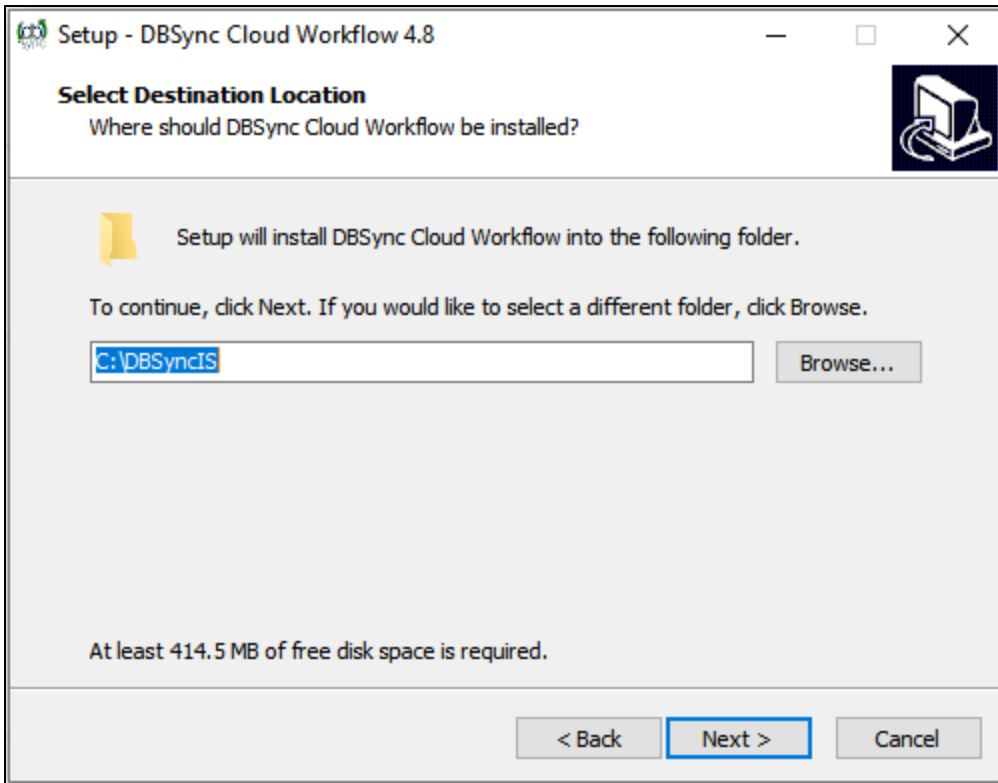 Setup - DBSync Cloud Workflow 4.8
Select Destination Location
Where should DBSync Cloud Workflow be installed?
Setup will install DBSync Cloud Workflow into the following folder.
To continue, click Next. If you would like to select a different folder, click Browse.
C:\DBSyncIS
Browse...
At least 414.5 MB of free disk space is required.
< Back
Next >
Cancel